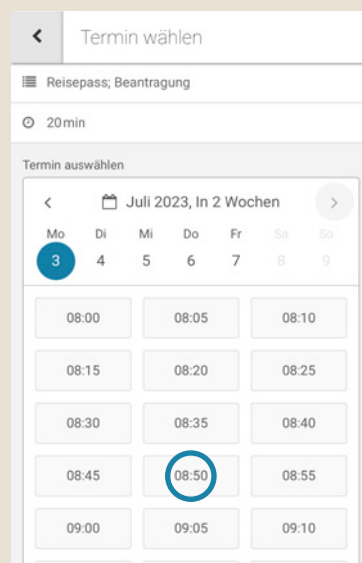 Termin wählen
Reisepass; Beantragung
20 min
Termin auswählen
Juli 2023, In 2 Wochen
Mo Di Mi Do Fr Sa So
3 4 5 6 7 8 9
08:00 08:05 08:10
08:15 08:20 08:25
08:30 08:35 08:40
08:45 08:50 08:55
09:00 09:05 09:10